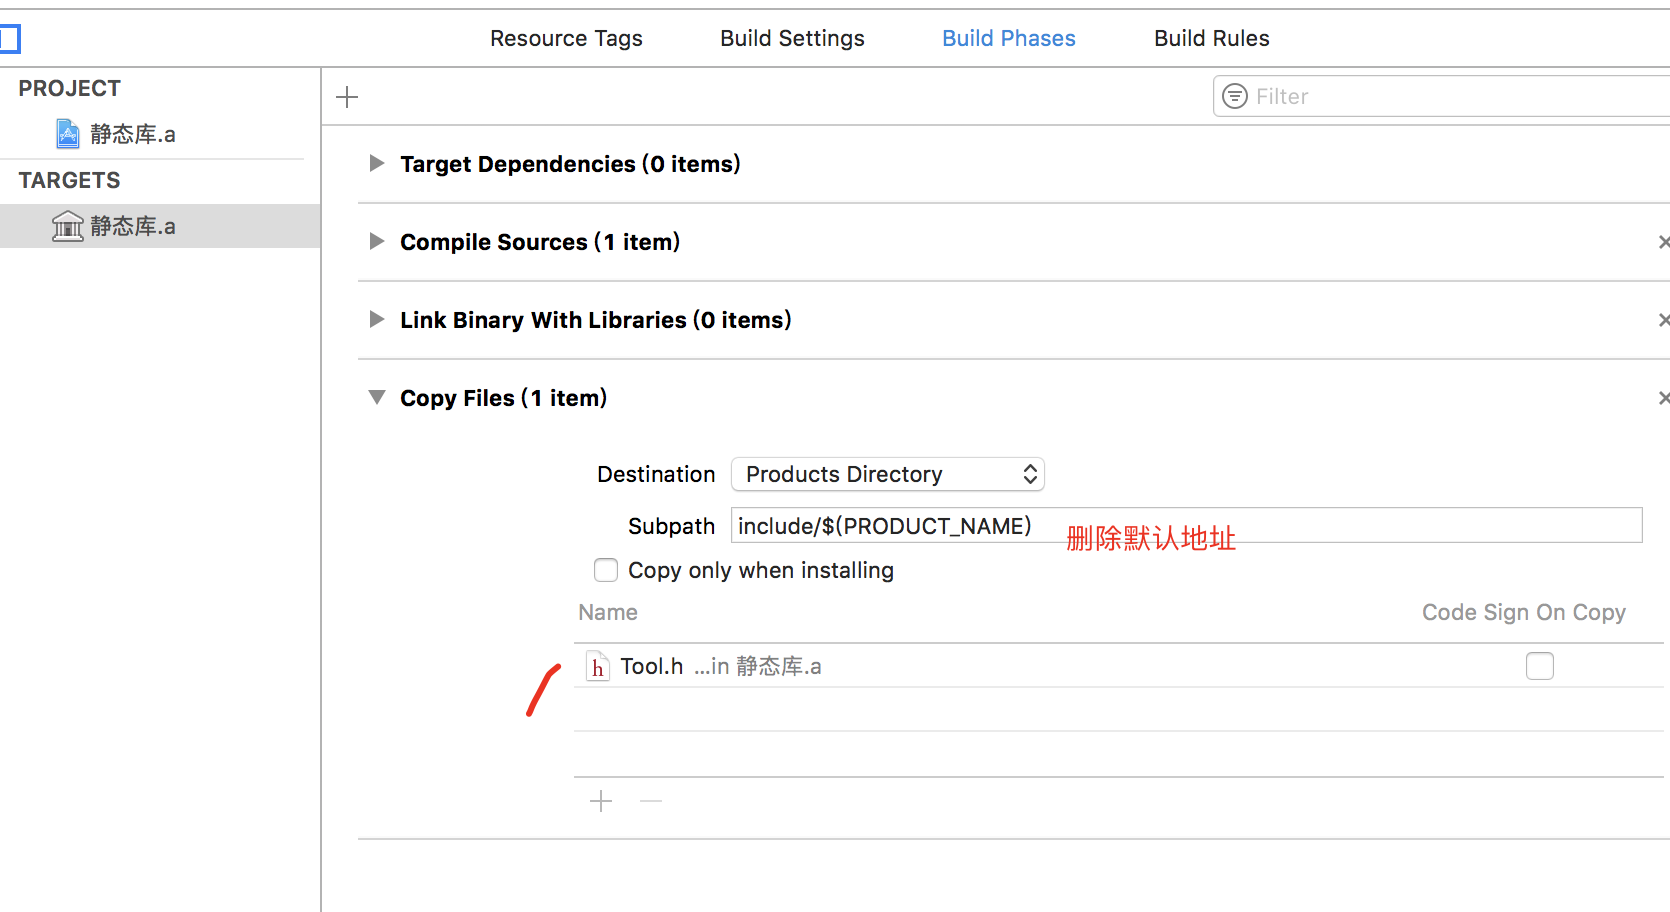 Resource Tags Build Settings Build Phases Build Rules
PROJECT
静态库.a
TARGETS
静态库.a
Filter
Target Dependencies (0 items)
Compile Sources (1 item)
Link Binary With Libraries (0 items)
Copy Files (1 item)
Destination Products Directory
Subpath include/$(PRODUCT_NAME)
删除默认地址
Copy only when installing
Name Code Sign On Copy
h Tool.h ...in 静态库.a